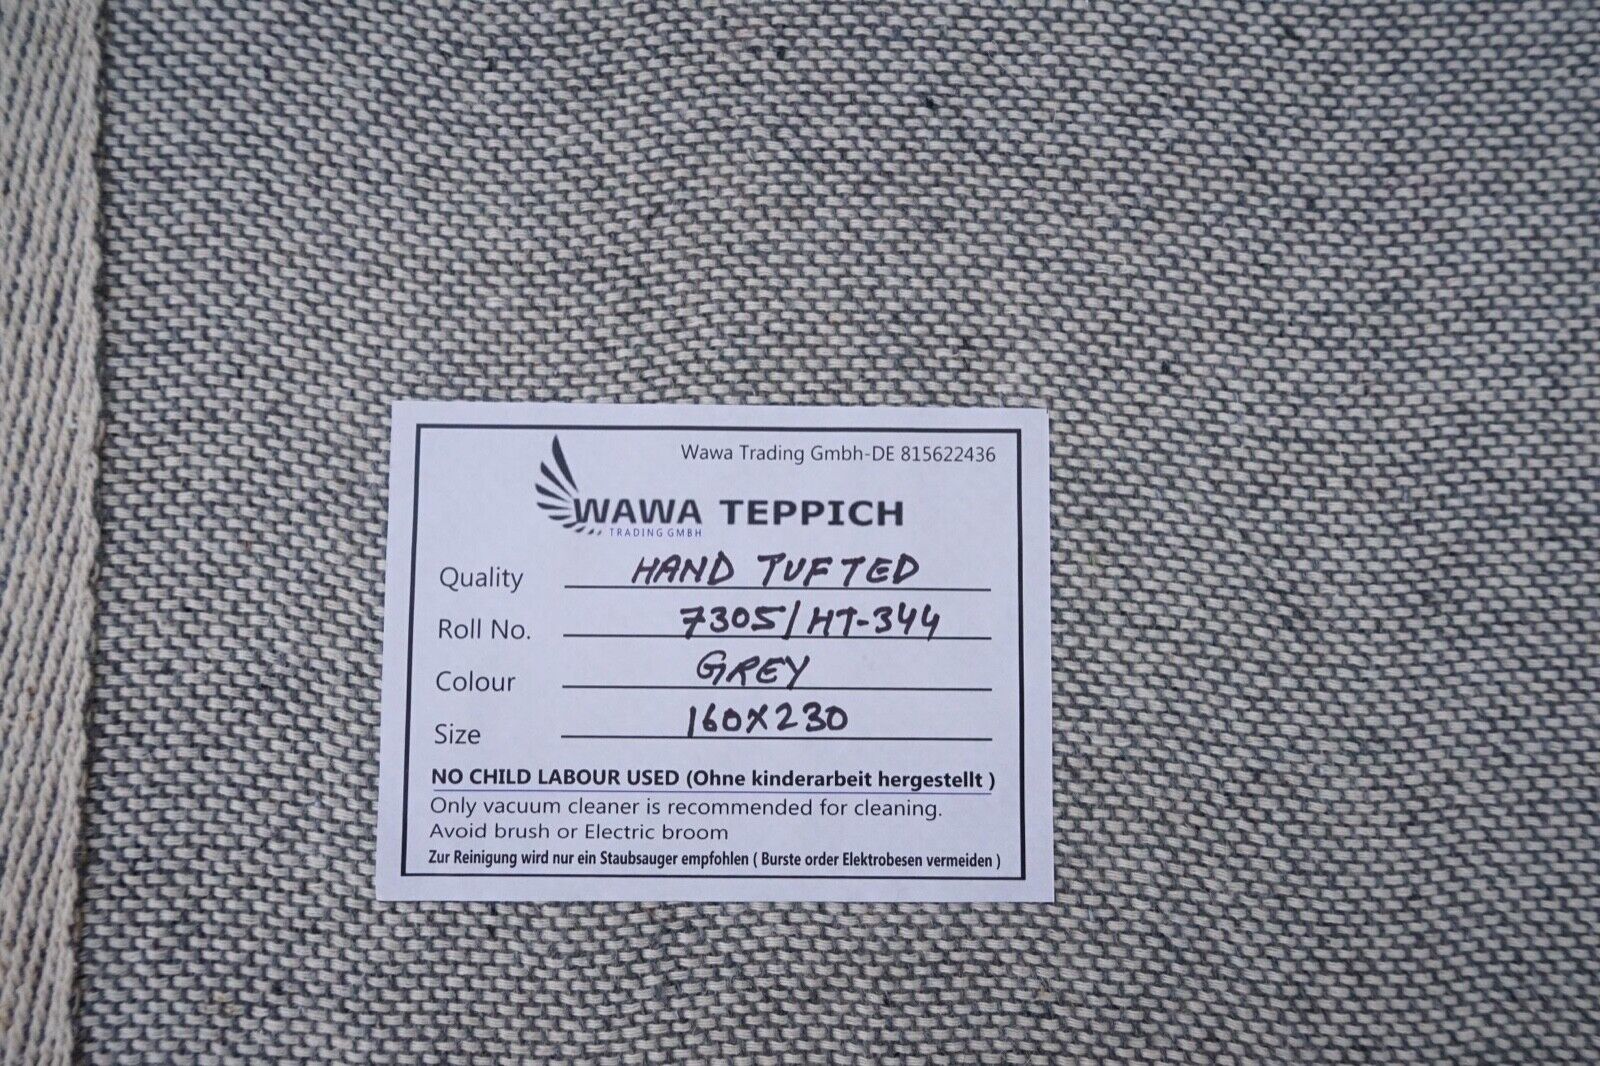 Wawa Trading Gmbh-DE 815622436
WAWA TEPPICH
TRADING GMBH
Quality HAND TUFTED
Roll No. 7305/HT-344
Colour GREY
Size 160X230
NO CHILD LABOUR USED (Ohne kinderarbeit hergestellt )
Only vacuum cleaner is recommended for cleaning.
Avoid brush or Electric broom
Zur Reinigung wird nur ein Staubsauger empfohlen ( Burste order Elektrobesen vermeiden )